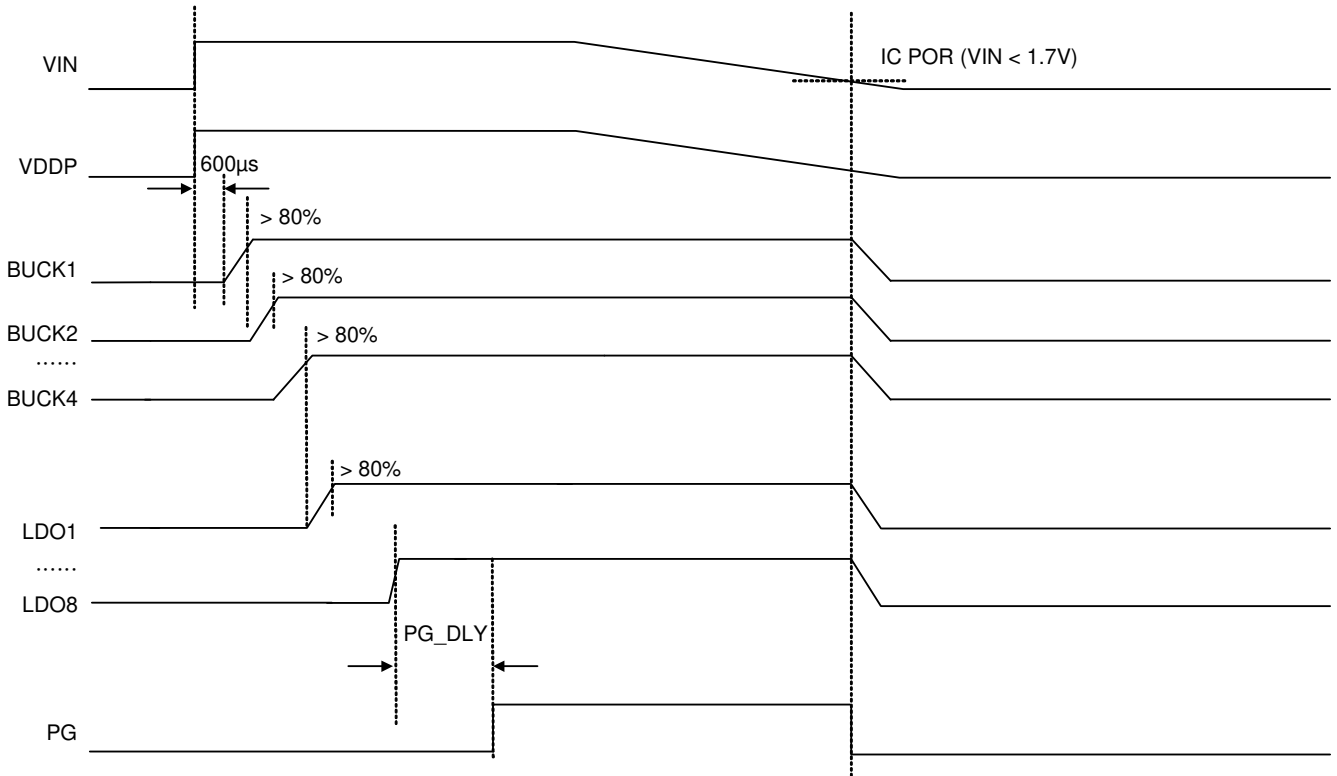 VIN
IC POR (VIN < 1.7V)
VDDP
600µs
> 80%
BUCK1
> 80%
BUCK2
......
> 80%
BUCK4
> 80%
LDO1
......
LDO8
PG_DLY
PG